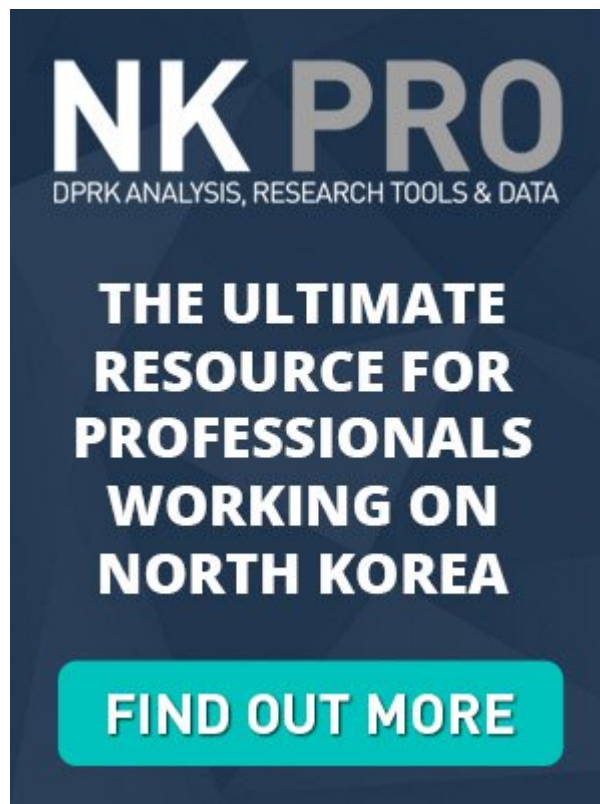 NK PRO
DPRK ANALYSIS, RESEARCH TOOLS & DATA
THE ULTIMATE
RESOURCE FOR
PROFESSIONALS
WORKING ON
NORTH KOREA
FIND OUT MORE